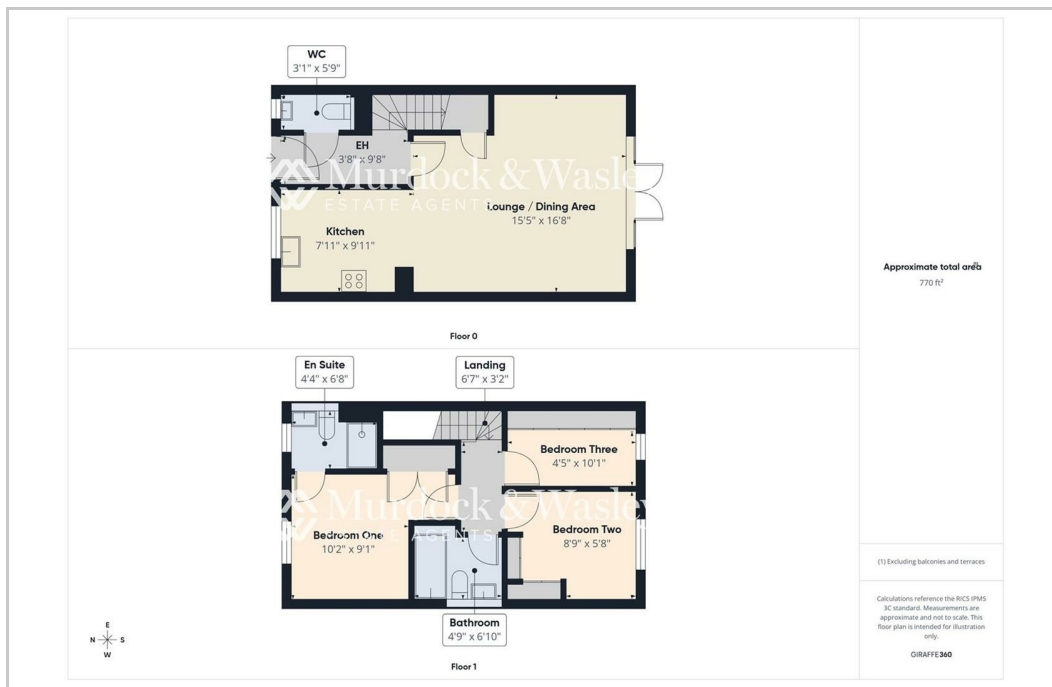 WC
3'1" x 5'9"
EH
3'8" x 9'8"
Murdock & Wasley
ESTATE AGENTS
Lounge / Dining Area
15'5" x 16'8"
Kitchen
7'11" x 9'11"
Floor 0
Approximate total area(1)
770 ft²
En Suite
4'4" x 6'8"
Landing
6'7" x 3'2"
Bedroom Three
4'5" x 10'1"
Murdock & Wasley
ESTATE AGENTS
Bedroom One
10'2" x 9'1"
Bedroom Two
8'9" x 5'8"
Bathroom
4'9" x 6'10"
Floor 1
E
N S
W
(1) Excluding balconies and terraces
Calculations reference the RICS IPMS
3C standard. Measurements are
approximate and not to scale. This
floor plan is intended for illustration
only.
GIRAFFE360